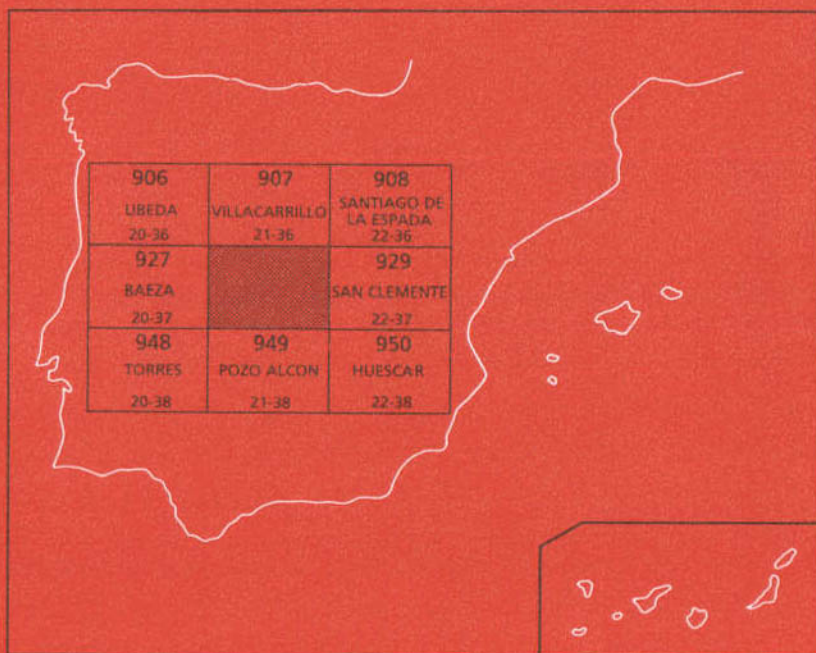 906 907 908
UBEDA VILLACARRILLO SANTIAGO DE
LA ESPADA
20-36 21-36 22-36
927 929
BAEZA SAN CLEMENTE
20-37 22-37
948 949 950
TORRES POZO ALCON HUESCAR
20-38 21-38 22-38